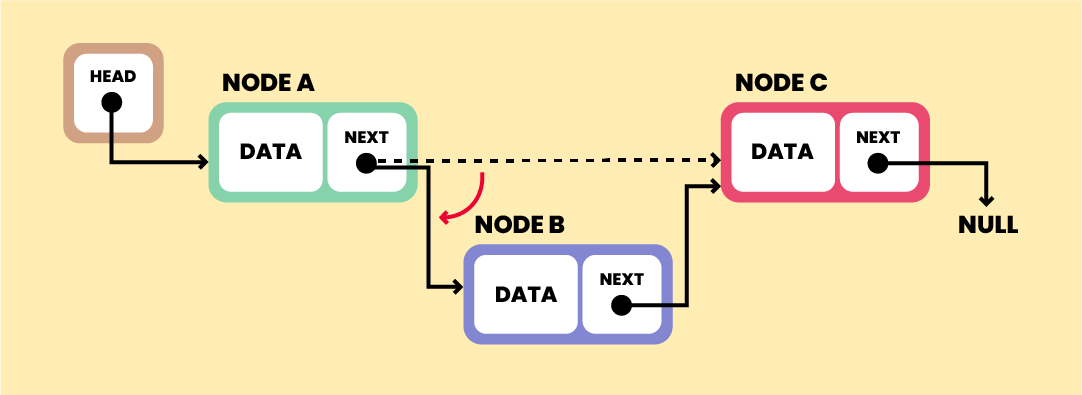 HEAD
NODE A
DATA
NEXT
NODE B
DATA
NEXT
NODE C
DATA
NEXT
NULL